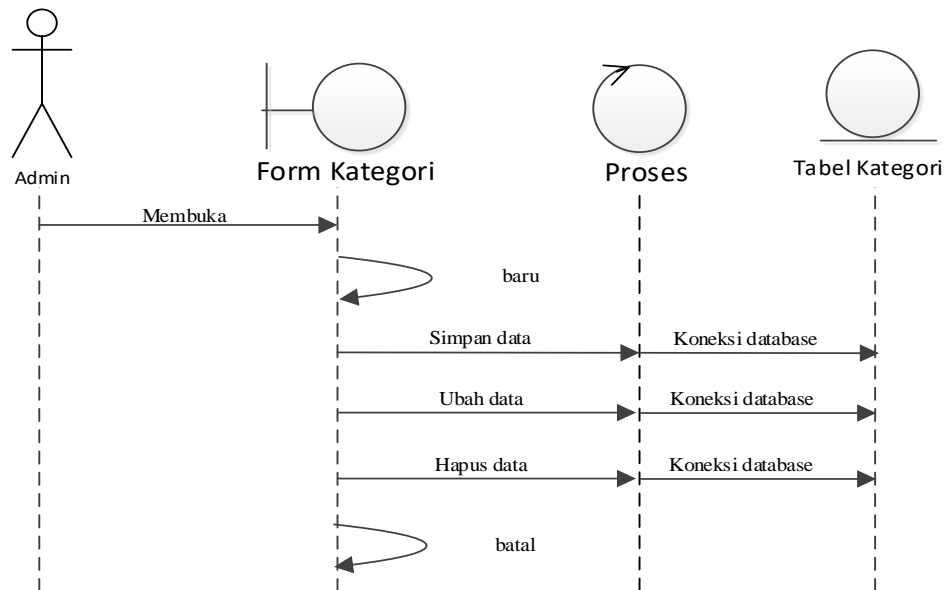 Admin
Form Kategori
Proses
Tabel Kategori
Membuka
baru
Simpan data
Koneksi database
Ubah data
Koneksi database
Hapus data
Koneksi database
batal